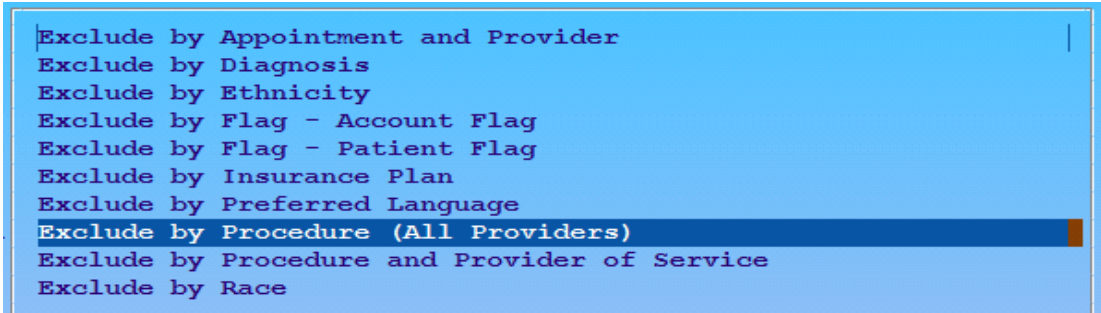 Exclude by Appointment and Provider
Exclude by Diagnosis
Exclude by Ethnicity
Exclude by Flag - Account Flag
Exclude by Flag - Patient Flag
Exclude by Insurance Plan
Exclude by Preferred Language
Exclude by Procedure (All Providers)
Exclude by Procedure and Provider of Service
Exclude by Race